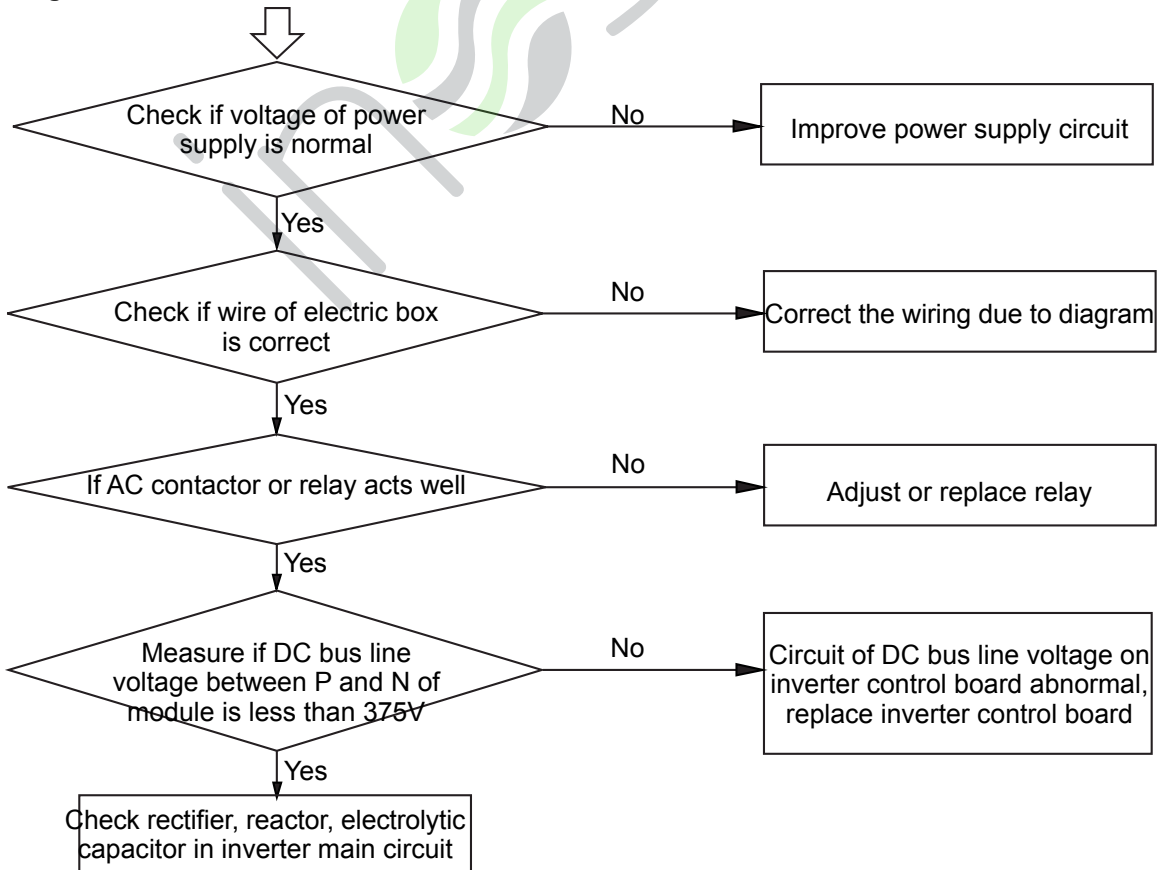 Check if voltage of power
supply is normal
No
Improve power supply circuit
Yes
Check if wire of electric box
is correct
No
Correct the wiring due to diagram
Yes
If AC contactor or relay acts well
No
Adjust or replace relay
Yes
Measure if DC bus line
voltage between P and N of
module is less than 375V
No
Circuit of DC bus line voltage on
inverter control board abnormal,
replace inverter control board
Yes
Check rectifier, reactor, electrolytic
capacitor in inverter main circuit